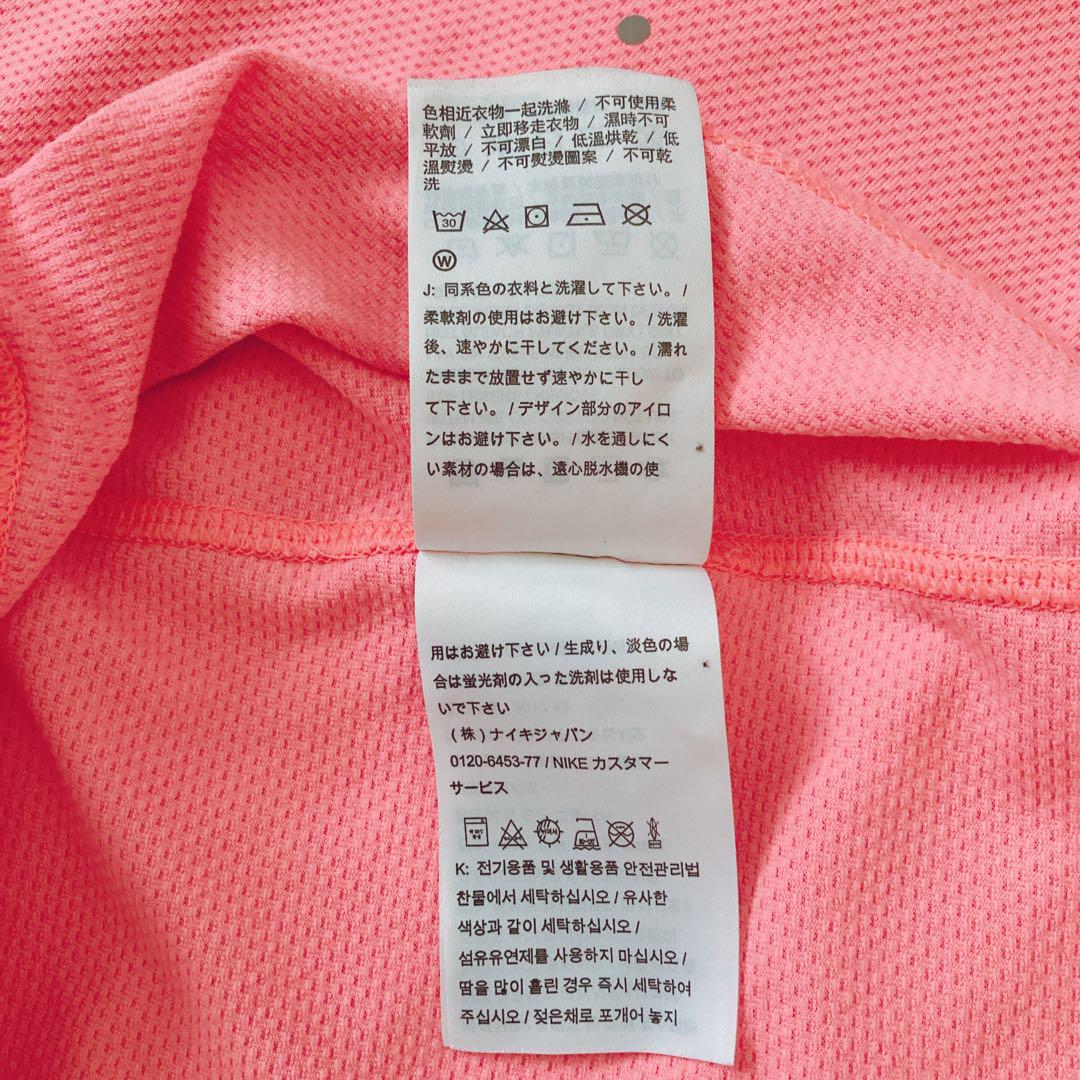 色相近衣物一起洗滌 / 不可使用柔
軟劑 / 立即移走衣物 / 濕時不可
平放 / 不可漂白 / 低溫烘乾 / 低
溫熨燙 / 不可熨燙圖案 / 不可乾
洗
30
W
J: 同系色の衣料と洗濯して下さい。/
柔軟剤の使用はお避け下さい。/ 洗濯
後、速やかに干してください。/ 濡れ
たままで放置せず速やかに干し
て下さい。/ デザイン部分のアイロ
ンはお避け下さい。/ 水を通しにく
い素材の場合は、遠心脱水機の使
用はお避け下さい / 生成り、淡色の場
合は蛍光剤の入った洗剤は使用しな
いで下さい
(株) ナイキジャパン
0120-6453-77 / NIKE カスタマー
サービス
K: 전기용품 및 생활용품 안전관리법
찬물에서 세탁하십시오 / 유사한
색상과 같이 세탁하십시오 /
섬유유연제를 사용하지 마십시오 /
땀을 많이 흘린 경우 즉시 세탁하여
주십시오 / 젖은채로 포개어 놓지